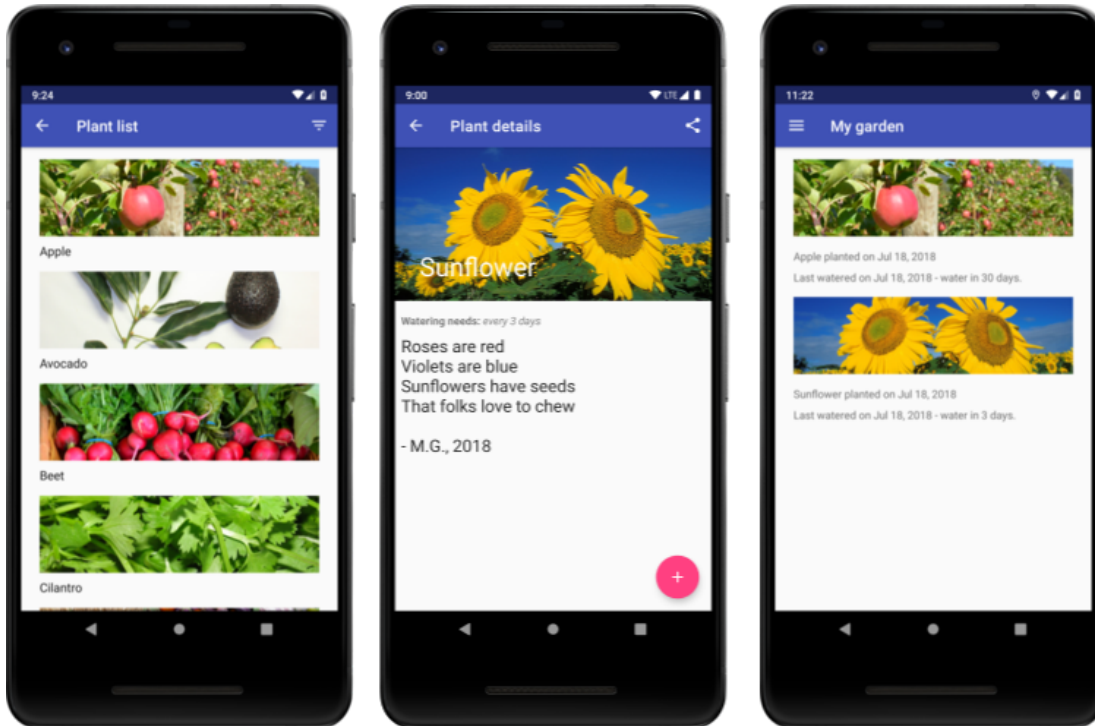 9:24
Plant list
Apple
Avocado
Beet
Cilantro
9:00
LTE
Plant details
Sunflower
Watering needs: every 3 days
Roses are red
Violets are blue
Sunflowers have seeds
That folks love to chew
- M.G., 2018
11:22
My garden
Apple planted on Jul 18, 2018
Last watered on Jul 18, 2018 - water in 30 days.
Sunflower planted on Jul 18, 2018
Last watered on Jul 18, 2018 - water in 3 days.